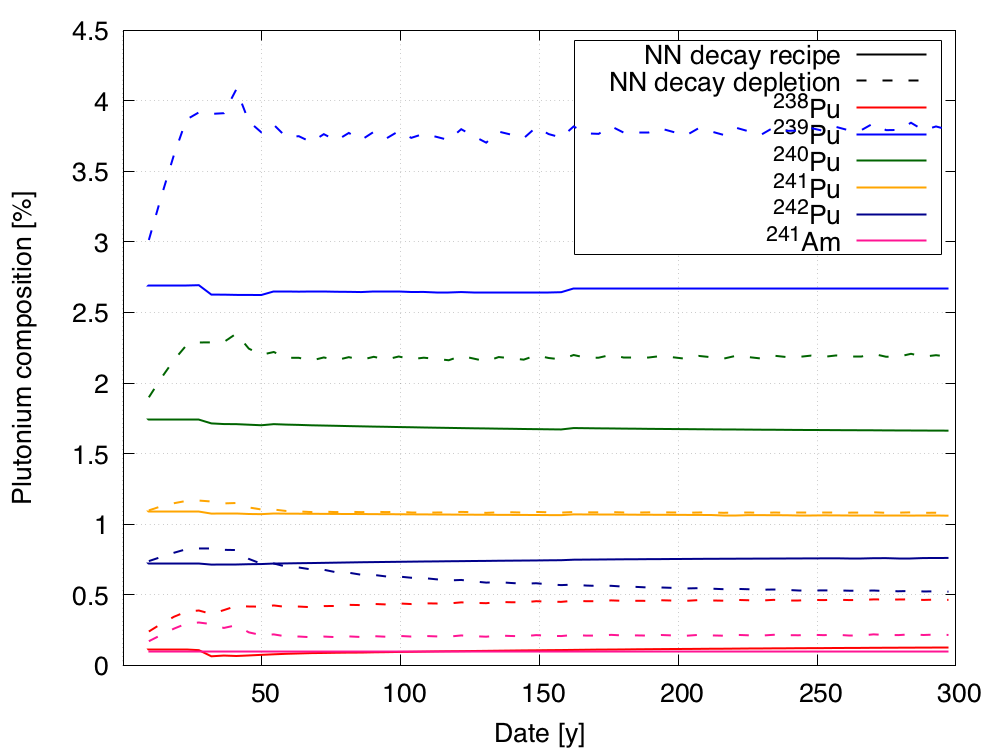 4.5
4
3.5
3
2.5
2
1.5
1
0.5
0
Plutonium composition [%]
NN decay recipe
NN decay depletion
²³⁸Pu
²³⁹Pu
²⁴⁰Pu
²⁴¹Pu
²⁴²Pu
²⁴¹Am
50
100
150
200
250
300
Date [y]